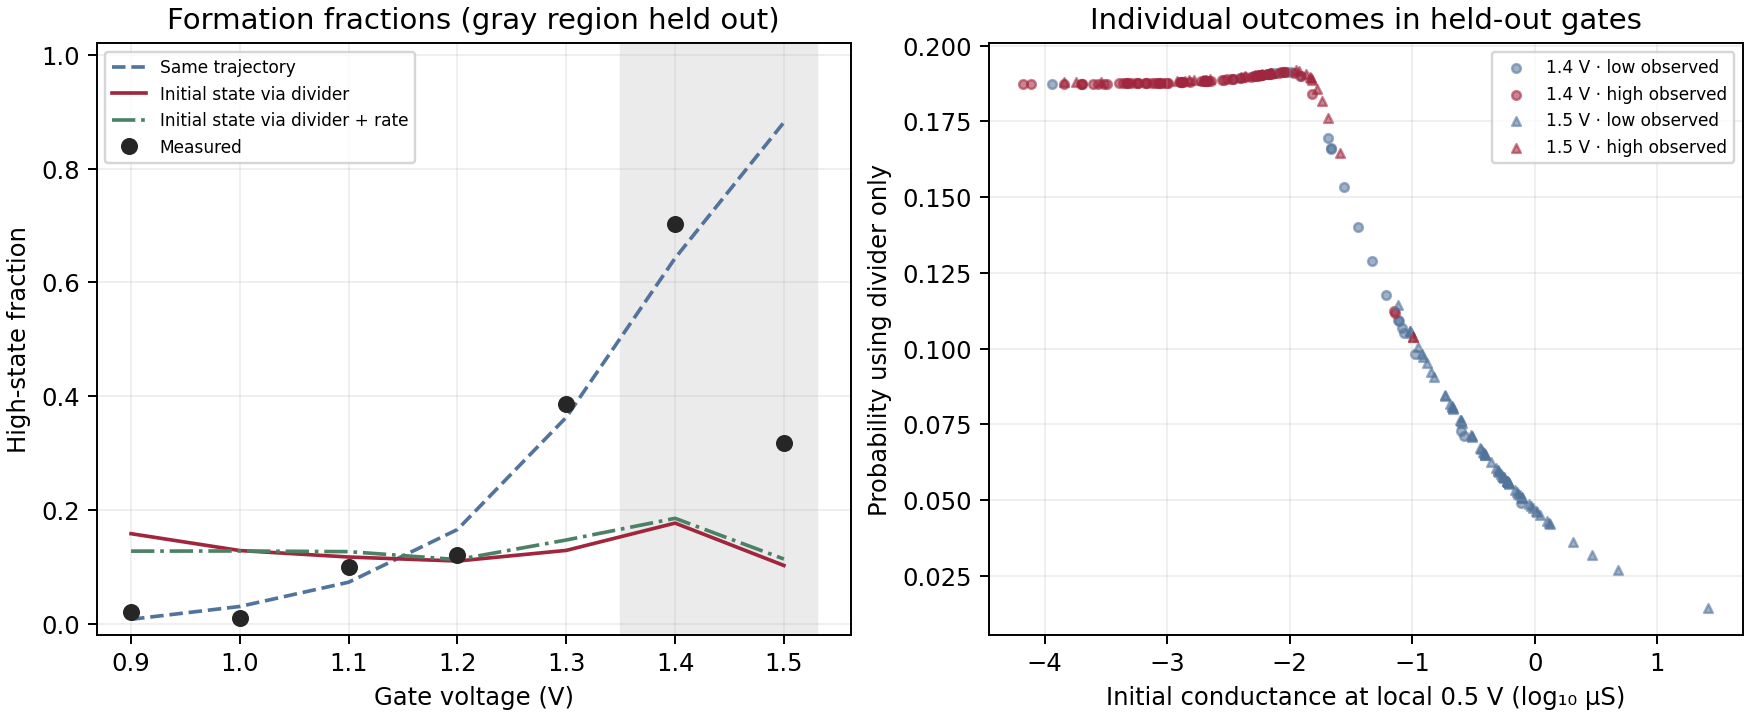 Formation fractions (gray region held out)
High-state fraction
1.0
0.8
0.6
0.4
0.2
0.0
Same trajectory
Initial state via divider
Initial state via divider + rate
Measured
0.9 1.0 1.1 1.2 1.3 1.4 1.5
Gate voltage (V)
Individual outcomes in held-out gates
Probability using divider only
0.200
0.175
0.150
0.125
0.100
0.075
0.050
0.025
1.4 V · low observed
1.4 V · high observed
1.5 V · low observed
1.5 V · high observed
−4 −3 −2 −1 0 1
Initial conductance at local 0.5 V (log₁₀ µS)